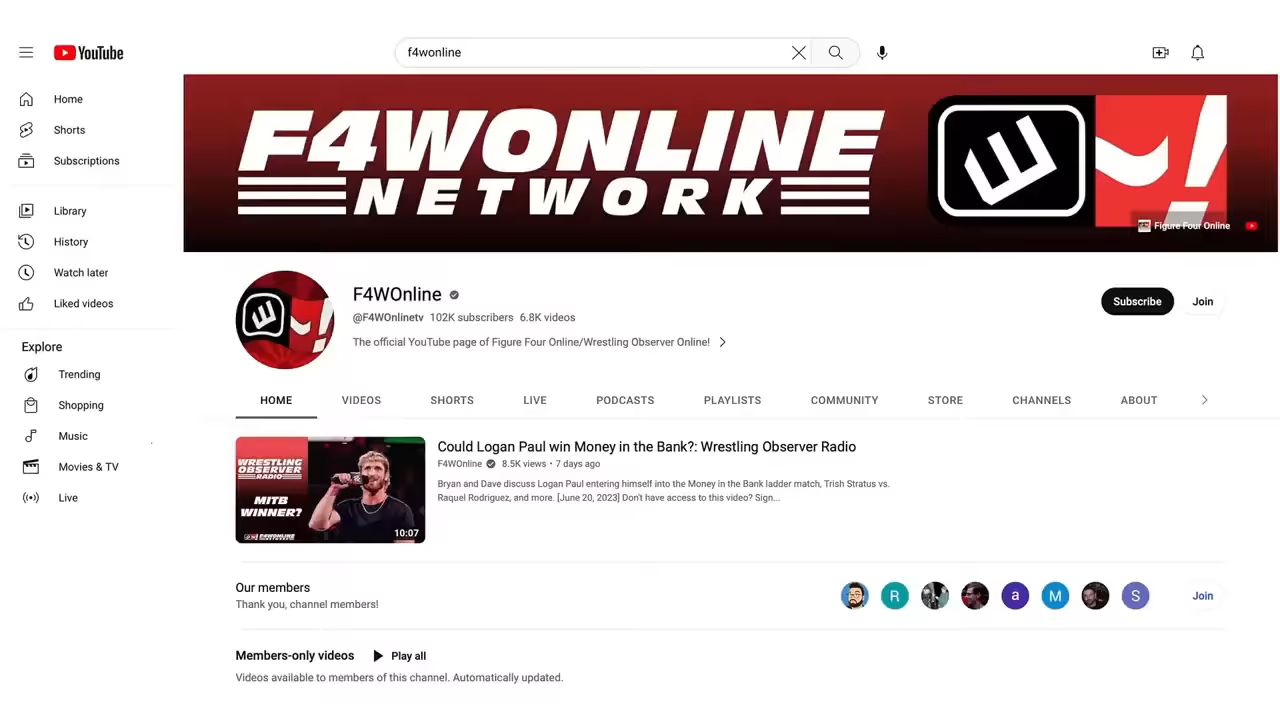 YouTube
f4wonline
Home
Shorts
Subscriptions
Library
History
Watch later
Liked videos
Explore
Trending
Shopping
Music
Movies & TV
Live
F4WONLINE
NETWORK
Figure Four Online
F4WOnline
@F4WOnlinetv 102K subscribers 6.8K videos
The official YouTube page of Figure Four Online/Wrestling Observer Online!
Subscribe
Join
HOME VIDEOS SHORTS LIVE PODCASTS PLAYLISTS COMMUNITY STORE CHANNELS ABOUT
WRESTLING
OBSERVER
RADIO
MITB
WINNER?
F4WONLINE
10:07
Could Logan Paul win Money in the Bank?: Wrestling Observer Radio
F4WOnline 8.5K views • 7 days ago
Bryan and Dave discuss Logan Paul entering himself into the Money in the Bank ladder match, Trish Stratus vs.
Raquel Rodriguez, and more. [June 20, 2023] Don't have access to this video? Sign...
Our members
Thank you, channel members!
R a M S
Join
Members-only videos Play all
Videos available to members of this channel. Automatically updated.